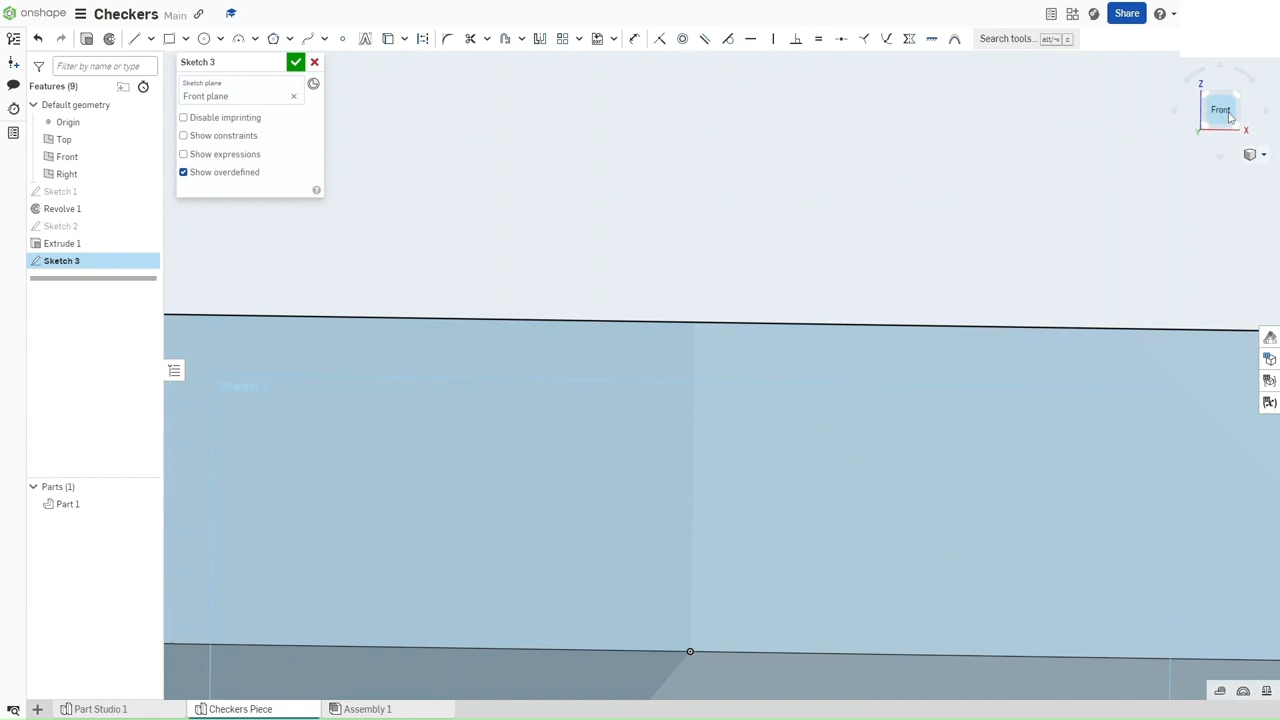 onshape
Checkers Main
Share
Search tools... alt/⌥ c
Sketch 3
Sketch plane
Front plane
Disable imprinting
Show constraints
Show expressions
Show overdefined
Filter by name or type
Features (9)
Default geometry
Origin
Top
Front
Right
Sketch 1
Revolve 1
Sketch 2
Extrude 1
Sketch 3
Parts (1)
Part 1
Z
Front
Y
X
Part Studio 1
Checkers Piece
Assembly 1